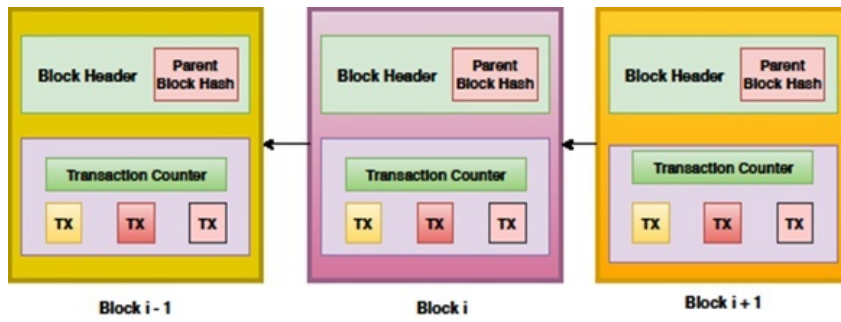 Block Header
Parent
Block Hash
Transaction Counter
TX TX TX
Block i - 1
Block Header
Parent
Block Hash
Transaction Counter
TX TX TX
Block i
Block Header
Parent
Block Hash
Transaction Counter
TX TX TX
Block i + 1